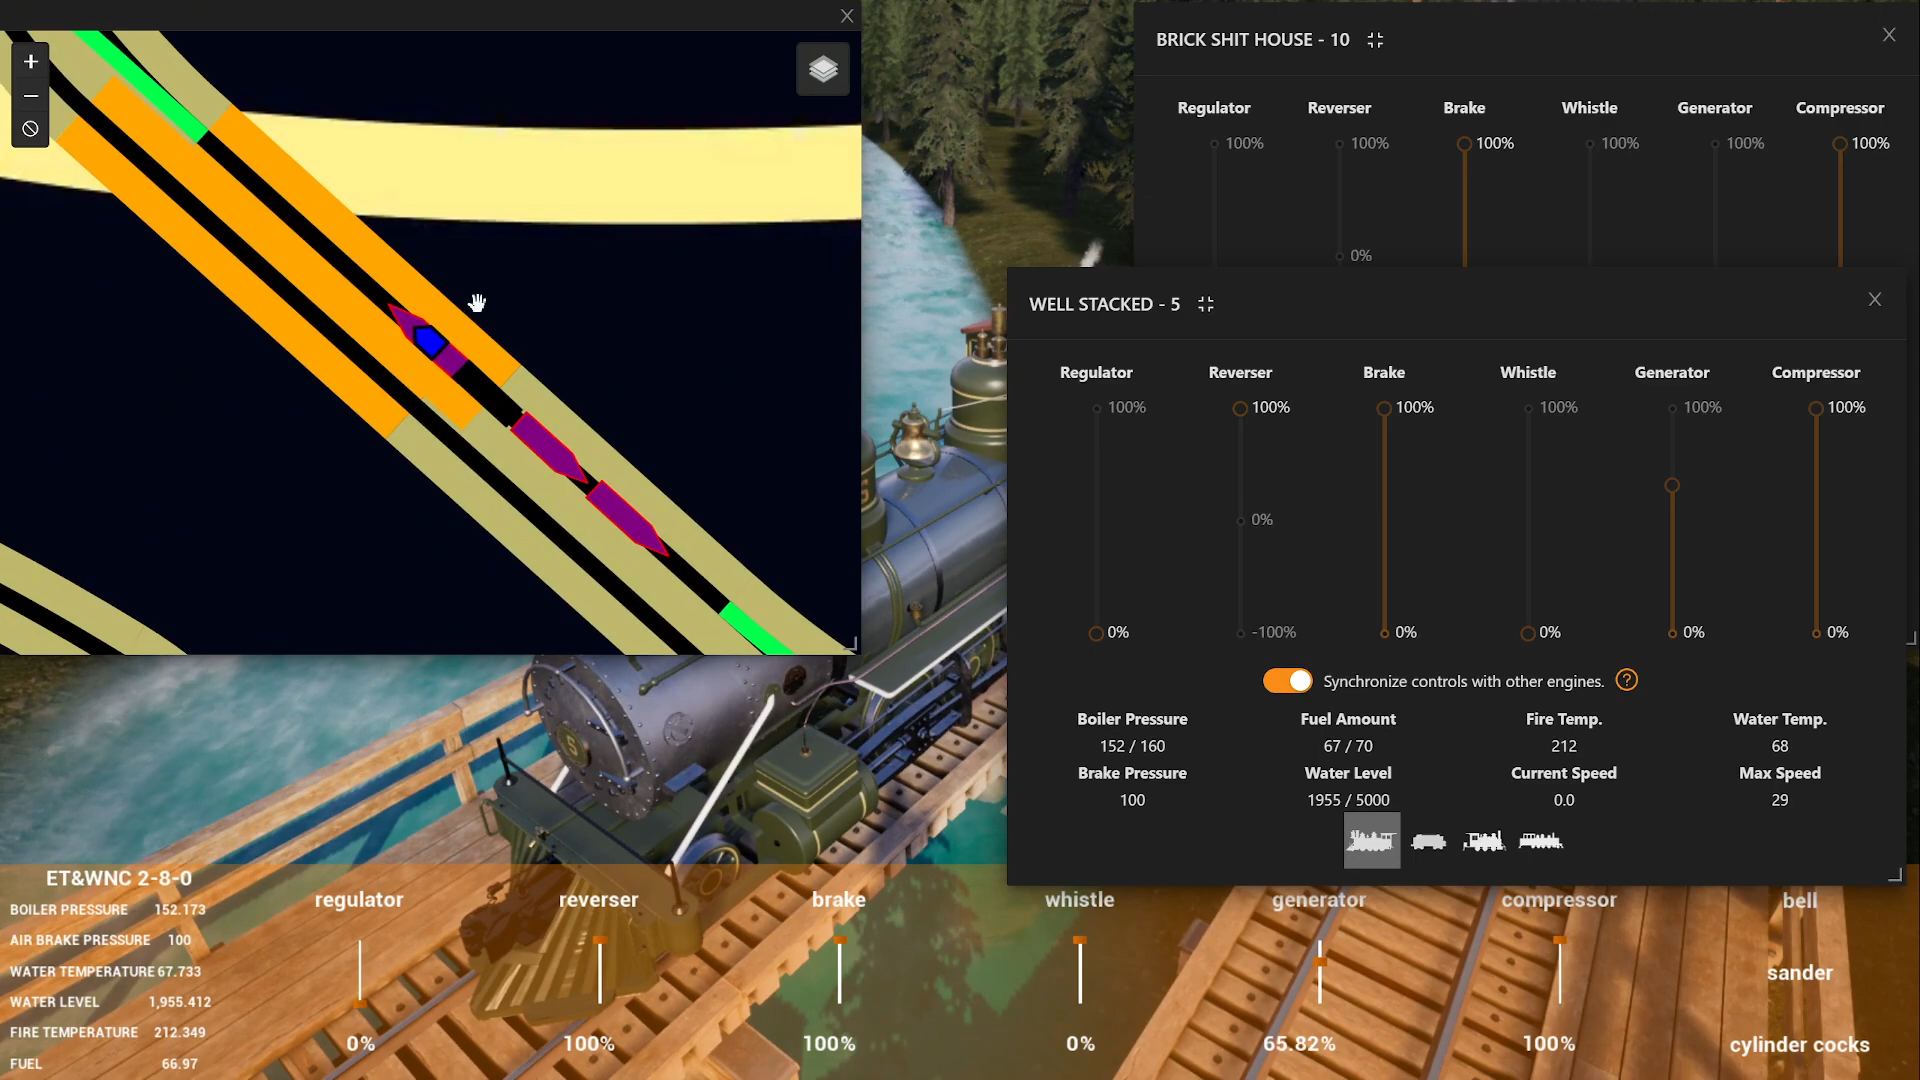 X
+
−
BRICK SHIT HOUSE - 10
X
Regulator Reverser Brake Whistle Generator Compressor
100% 100% 100% 100% 100% 100%
0%
WELL STACKED - 5
X
Regulator Reverser Brake Whistle Generator Compressor
100% 100% 100% 100% 100% 100%
0%
0% -100% 0% 0% 0% 0%
Synchronize controls with other engines. ?
Boiler Pressure Fuel Amount Fire Temp. Water Temp.
152 / 160 67 / 70 212 68
Brake Pressure Water Level Current Speed Max Speed
100 1955 / 5000 0.0 29
5
ET&WNC 2-8-0
BOILER PRESSURE 152.173
AIR BRAKE PRESSURE 100
WATER TEMPERATURE 67.733
WATER LEVEL 1,955.412
FIRE TEMPERATURE 212.349
FUEL 66.97
regulator reverser brake whistle generator compressor bell
sander
0% 100% 100% 0% 65.82% 100% cylinder cocks